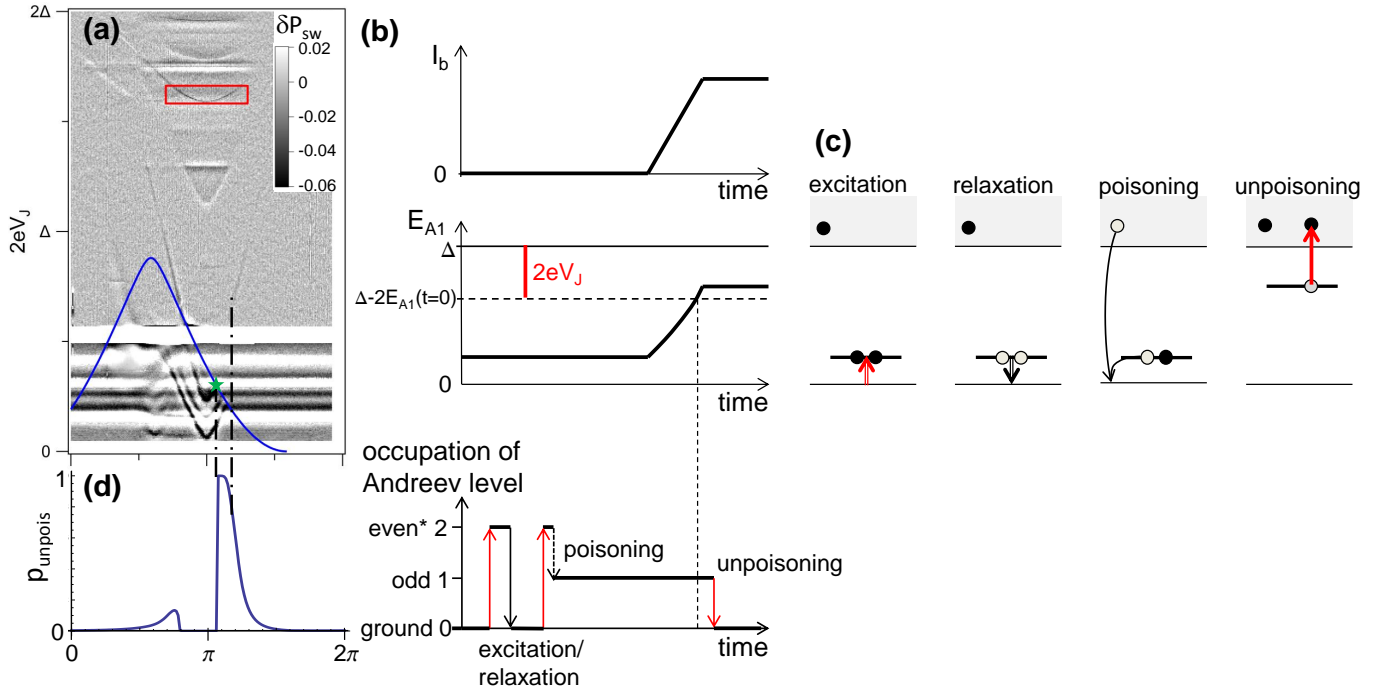 (a)
2Δ
Δ
0
2eV_J
δP_sw
0.02
0
-0.02
-0.04
-0.06
(d)
1
0
p_unpois
0
π
2π
(b)
I_b
0
time
E_A1
Δ
2eV_J
Δ-2E_A1(t=0)
0
time
occupation of
Andreev level
even* 2
odd 1
ground 0
poisoning
unpoisoning
time
excitation/
relaxation
(c)
excitation
relaxation
poisoning
unpoisoning